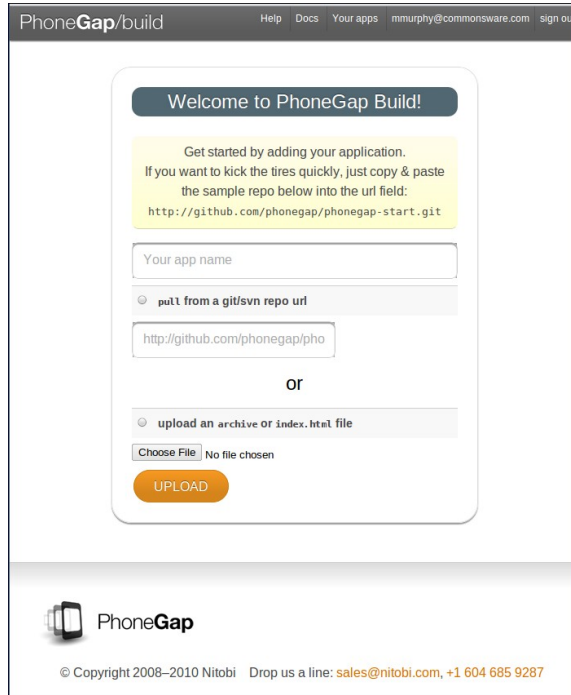 PhoneGap/build Help Docs Your apps mmurphy@commonsware.com sign ou
Welcome to PhoneGap Build!
Get started by adding your application.
If you want to kick the tires quickly, just copy & paste
the sample repo below into the url field:
http://github.com/phonegap/phonegap-start.git
Your app name
pull from a git/svn repo url
http://github.com/phonegap/pho
or
upload an archive or index.html file
Choose File No file chosen
UPLOAD
PhoneGap
© Copyright 2008–2010 Nitobi Drop us a line: sales@nitobi.com, +1 604 685 9287